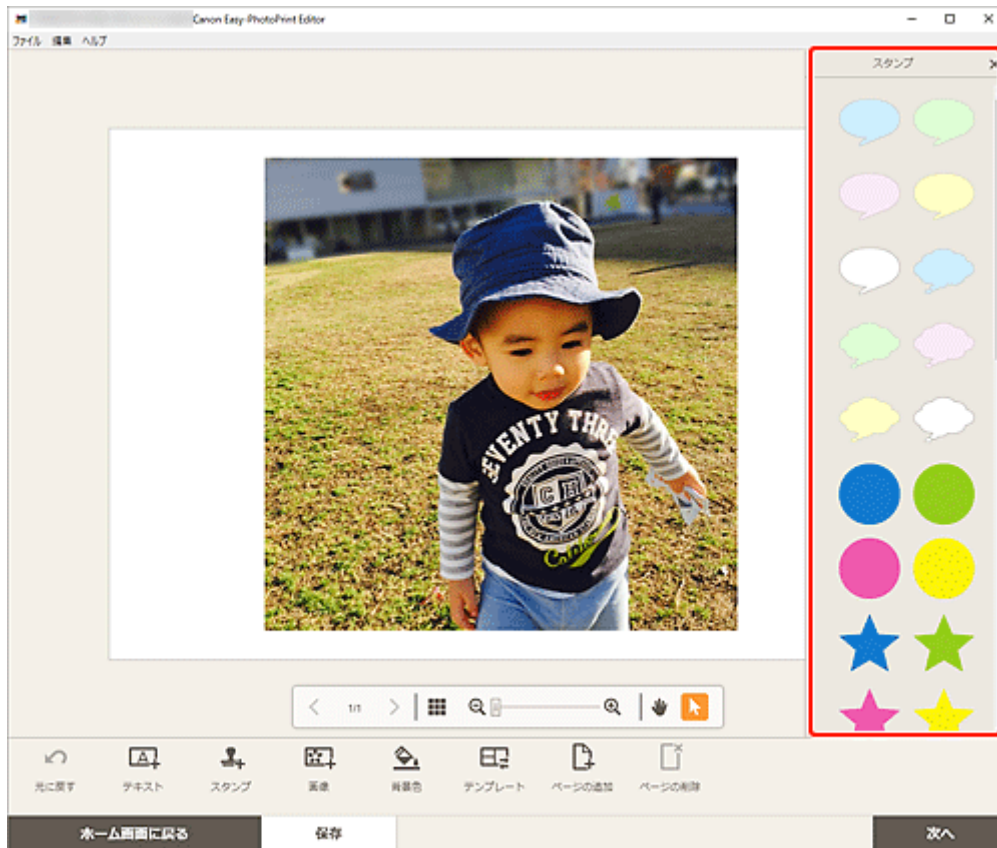 Canon Easy-PhotoPrint Editor
ファイル 編集 ヘルプ
スタンプ
SEVENTY THRE
1/1
元に戻す テキスト スタンプ 画像 背景色 テンプレート ページの追加 ページの削除
ホーム画面に戻る 保存 次へ